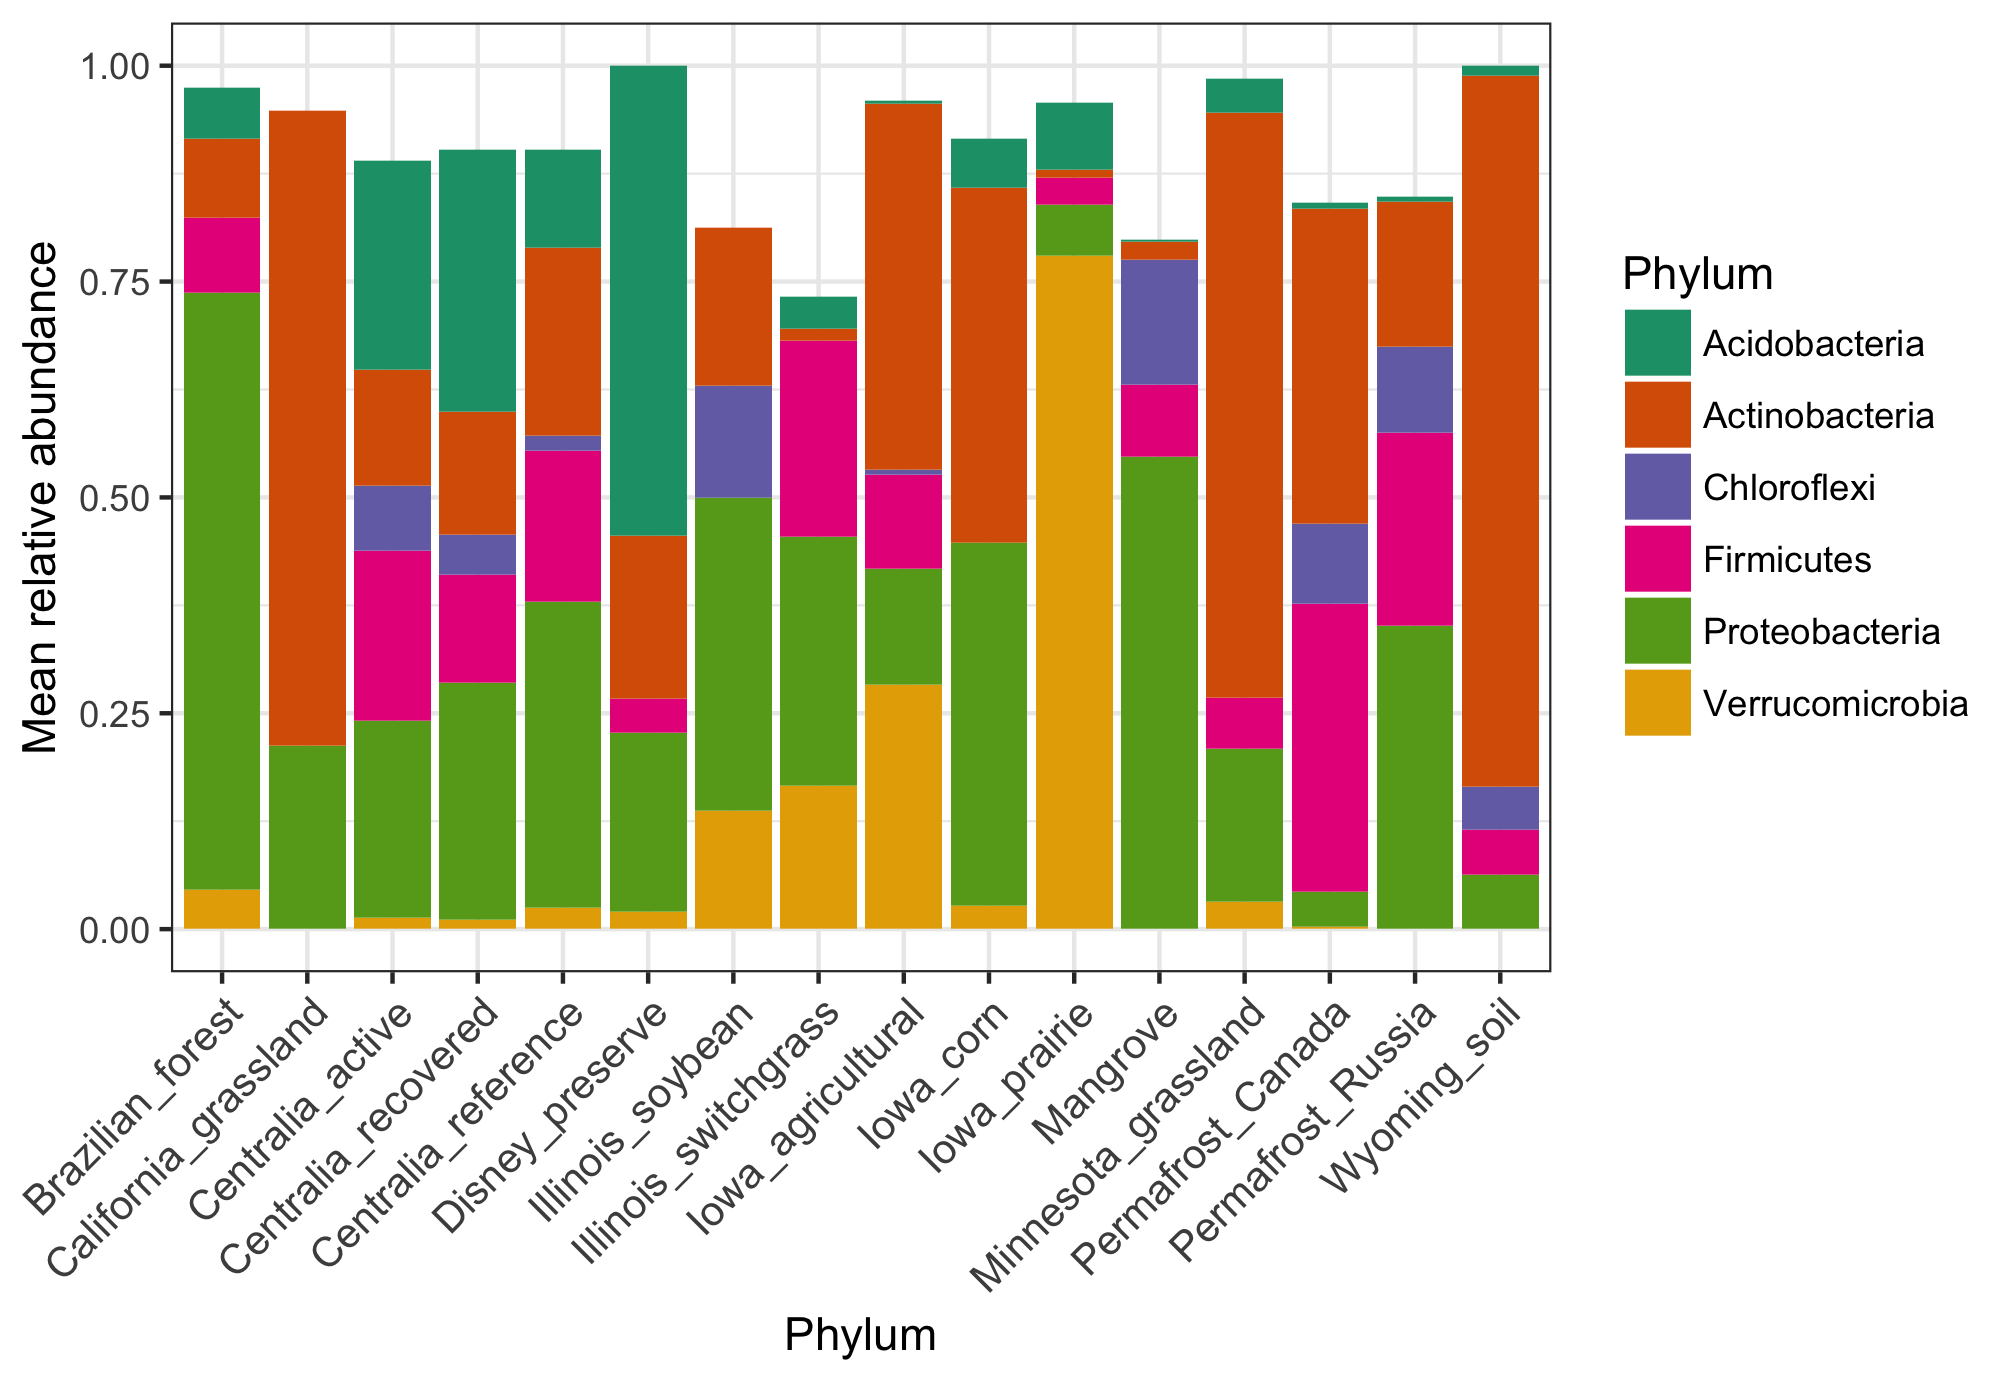 1.00
0.75
0.50
0.25
0.00
Mean relative abundance
Brazilian_forest
California_grassland
Centralia_active
Centralia_recovered
Centralia_reference
Disney_preserve
Illinois_soybean
Illinois_switchgrass
Iowa_agricultural
Iowa_corn
Iowa_prairie
Mangrove
Minnesota_grassland
Permafrost_Canada
Permafrost_Russia
Wyoming_soil
Phylum
Phylum
Acidobacteria
Actinobacteria
Chloroflexi
Firmicutes
Proteobacteria
Verrucomicrobia